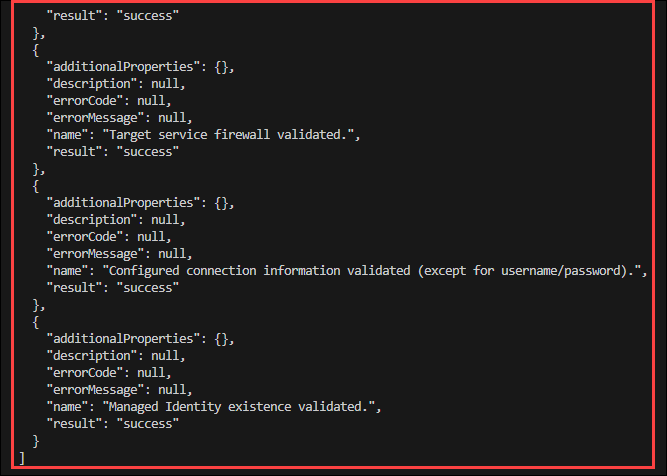 "result": "success"
},
{
"additionalProperties": {},
"description": null,
"errorCode": null,
"errorMessage": null,
"name": "Target service firewall validated.",
"result": "success"
},
{
"additionalProperties": {},
"description": null,
"errorCode": null,
"errorMessage": null,
"name": "Configured connection information validated (except for username/password).",
"result": "success"
},
{
"additionalProperties": {},
"description": null,
"errorCode": null,
"errorMessage": null,
"name": "Managed Identity existence validated.",
"result": "success"
}
]